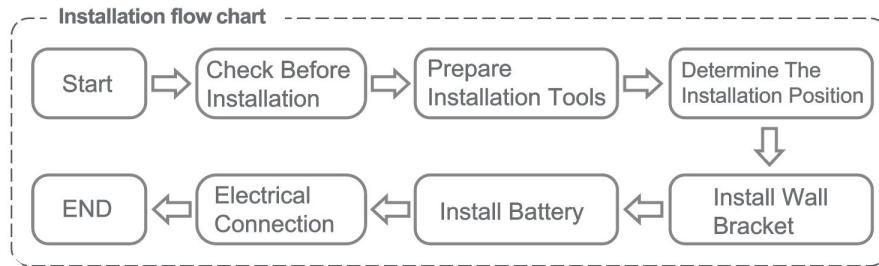 Installation flow chart
Start
Check Before
Installation
Prepare
Installation Tools
Determine The
Installation Position
Install Wall
Bracket
Install Battery
Electrical
Connection
END